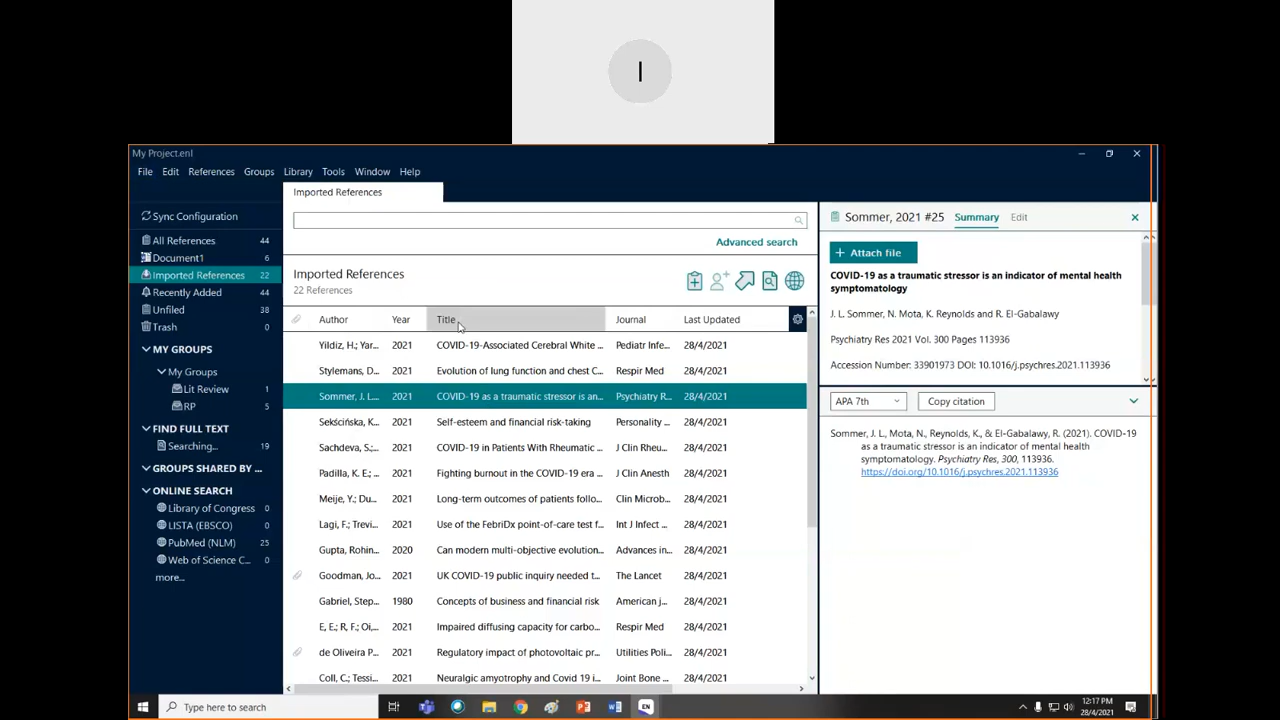 I
My Project.enl
File Edit References Groups Library Tools Window Help
Imported References
Sync Configuration
All References 44
Document1 6
Imported References 22
Recently Added 44
Unfiled 38
Trash 0
MY GROUPS
My Groups
Lit Review 1
RP 5
FIND FULL TEXT
Searching... 19
GROUPS SHARED BY ...
ONLINE SEARCH
Library of Congress 0
LISTA (EBSCO) 0
PubMed (NLM) 25
Web of Science C... 0
more...
Advanced search
Imported References
22 References
Author Year Title Journal Last Updated
Yildiz, H.; Yar... 2021 COVID-19-Associated Cerebral White ... Pediatr Infe... 28/4/2021
Stylemans, D... 2021 Evolution of lung function and chest C... Respir Med 28/4/2021
Sommer, J. L... 2021 COVID-19 as a traumatic stressor is an... Psychiatry R... 28/4/2021
Sekścińska, K... 2021 Self-esteem and financial risk-taking Personality ... 28/4/2021
Sachdeva, S.;... 2021 COVID-19 in Patients With Rheumatic ... J Clin Rheu... 28/4/2021
Padilla, K. E.; ... 2021 Fighting burnout in the COVID-19 era ... J Clin Anesth 28/4/2021
Meije, Y.; Du... 2021 Long-term outcomes of patients follo... Clin Microb... 28/4/2021
Lagi, F.; Trevi... 2021 Use of the FebriDx point-of-care test f... Int J Infect ... 28/4/2021
Gupta, Rohin... 2020 Can modern multi-objective evolution... Advances in... 28/4/2021
Goodman, Jo... 2021 UK COVID-19 public inquiry needed t... The Lancet 28/4/2021
Gabriel, Step... 1980 Concepts of business and financial risk American j... 28/4/2021
E, E.; R, F.; Oi,... 2021 Impaired diffusing capacity for carbo... Respir Med 28/4/2021
de Oliveira P... 2021 Regulatory impact of photovoltaic pr... Utilities Poli... 28/4/2021
Coll, C.; Tessi... 2021 Neuralgic amyotrophy and Covid 19 i... Joint Bone ... 28/4/2021
Sommer, 2021 #25 Summary Edit
+ Attach file
COVID-19 as a traumatic stressor is an indicator of mental health
symptomatology
J. L. Sommer, N. Mota, K. Reynolds and R. El-Gabalawy
Psychiatry Res 2021 Vol. 300 Pages 113936
Accession Number: 33901973 DOI: 10.1016/j.psychres.2021.113936
APA 7th Copy citation
Sommer, J. L., Mota, N., Reynolds, K., & El-Gabalawy, R. (2021). COVID-19
as a traumatic stressor is an indicator of mental health
symptomatology. Psychiatry Res, 300, 113936.
https://doi.org/10.1016/j.psychres.2021.113936
Type here to search
EN
12:17 PM
28/4/2021